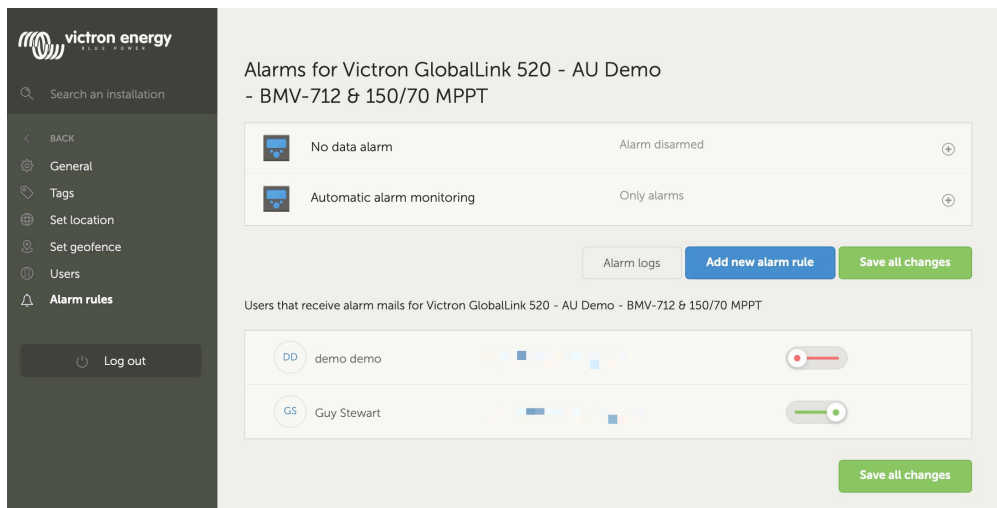 victron energy
BLUE POWER
Search an installation
BACK
General
Tags
Set location
Set geofence
Users
Alarm rules
Log out
Alarms for Victron GlobalLink 520 - AU Demo
- BMV-712 & 150/70 MPPT
No data alarm Alarm disarmed
Automatic alarm monitoring Only alarms
Alarm logs Add new alarm rule Save all changes
Users that receive alarm mails for Victron GlobalLink 520 - AU Demo - BMV-712 & 150/70 MPPT
DD demo demo
GS Guy Stewart
Save all changes